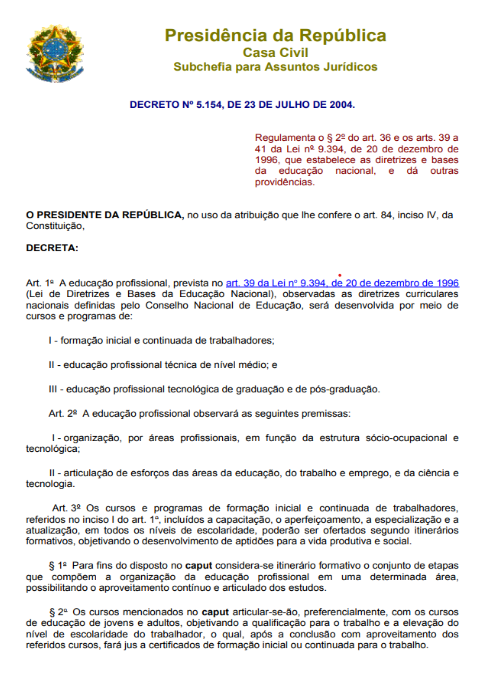 Presidência da República
Casa Civil
Subchefia para Assuntos Jurídicos
DECRETO Nº 5.154, DE 23 DE JULHO DE 2004.
Regulamenta o § 2º do art. 36 e os arts. 39 a
41 da Lei nº 9.394, de 20 de dezembro de
1996, que estabelece as diretrizes e bases
da educação nacional, e dá outras
providências.
O PRESIDENTE DA REPÚBLICA, no uso da atribuição que lhe confere o art. 84, inciso IV, da
Constituição,
DECRETA:
Art. 1º A educação profissional, prevista no art. 39 da Lei nº 9.394, de 20 de dezembro de 1996
(Lei de Diretrizes e Bases da Educação Nacional), observadas as diretrizes curriculares
nacionais definidas pelo Conselho Nacional de Educação, será desenvolvida por meio de
cursos e programas de:
I - formação inicial e continuada de trabalhadores;
II - educação profissional técnica de nível médio; e
III - educação profissional tecnológica de graduação e de pós-graduação.
Art. 2º A educação profissional observará as seguintes premissas:
I - organização, por áreas profissionais, em função da estrutura sócio-ocupacional e
tecnológica;
II - articulação de esforços das áreas da educação, do trabalho e emprego, e da ciência e
tecnologia.
Art. 3º Os cursos e programas de formação inicial e continuada de trabalhadores,
referidos no inciso I do art. 1º, incluídos a capacitação, o aperfeiçoamento, a especialização e a
atualização, em todos os níveis de escolaridade, poderão ser ofertados segundo itinerários
formativos, objetivando o desenvolvimento de aptidões para a vida produtiva e social.
§ 1º Para fins do disposto no caput considera-se itinerário formativo o conjunto de etapas
que compõem a organização da educação profissional em uma determinada área,
possibilitando o aproveitamento contínuo e articulado dos estudos.
§ 2º Os cursos mencionados no caput articular-se-ão, preferencialmente, com os cursos
de educação de jovens e adultos, objetivando a qualificação para o trabalho e a elevação do
nível de escolaridade do trabalhador, o qual, após a conclusão com aproveitamento dos
referidos cursos, fará jus a certificados de formação inicial ou continuada para o trabalho.